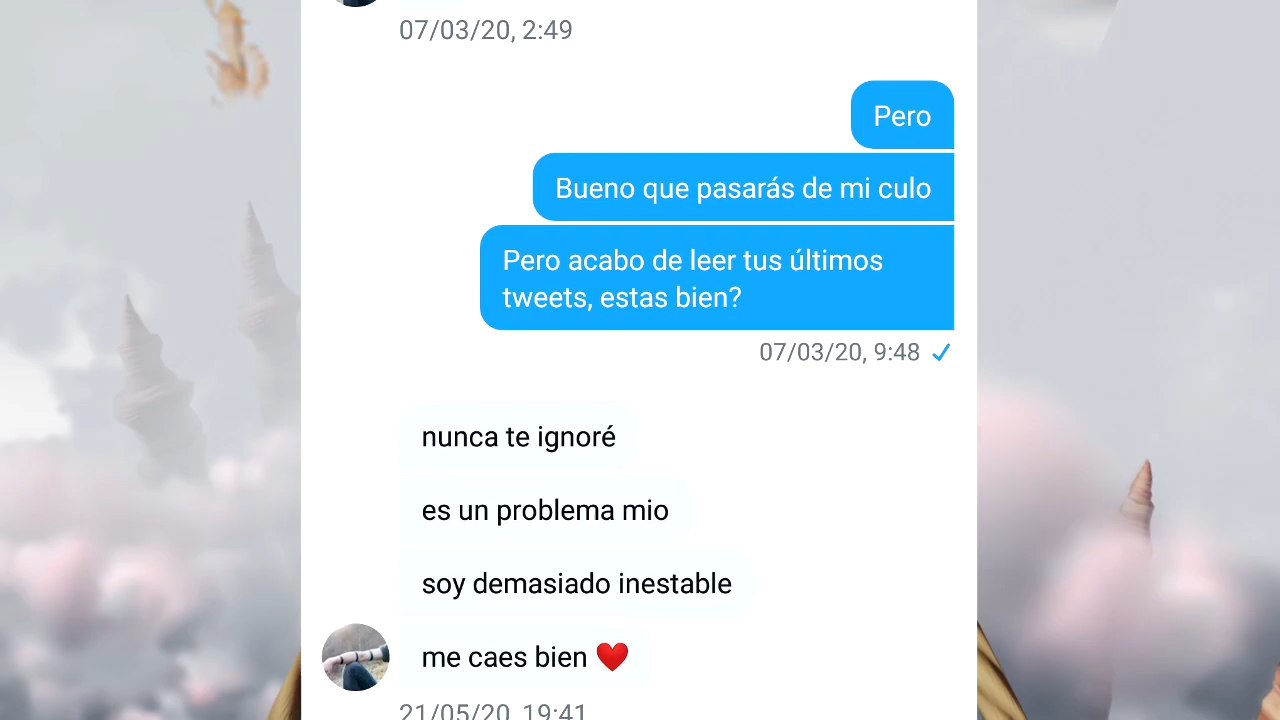 07/03/20, 2:49
Pero
Bueno que pasarás de mi culo
Pero acabo de leer tus últimos
tweets, estas bien?
07/03/20, 9:48
nunca te ignoré
es un problema mio
soy demasiado inestable
me caes bien ❤️
21/05/20, 19:41